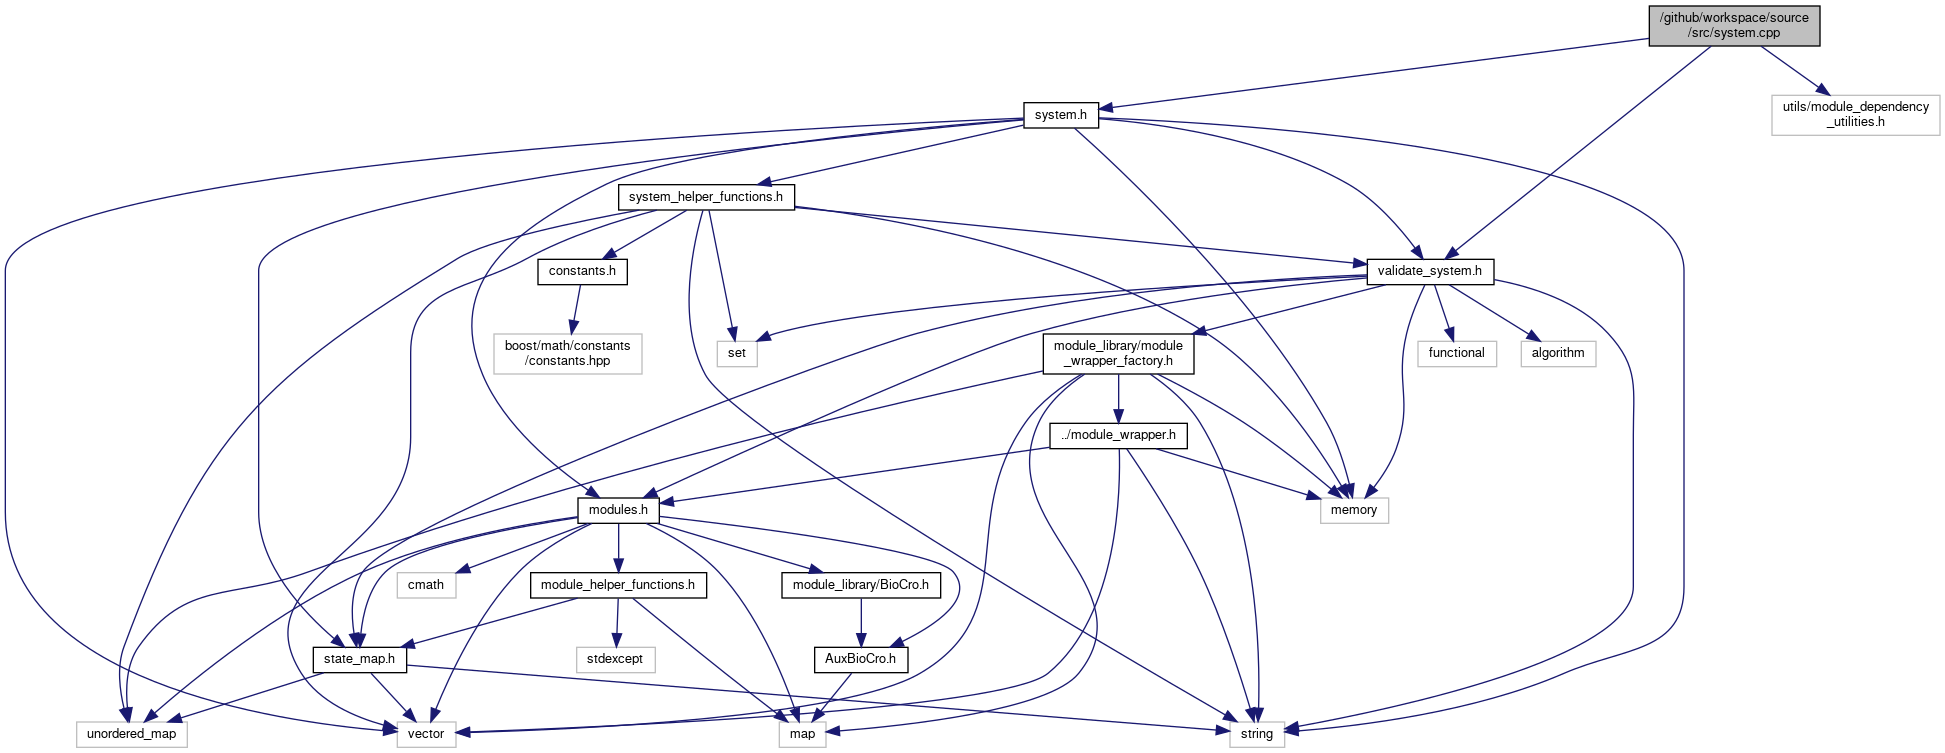 /github/workspace/source
/src/system.cpp
system.h
utils/module_dependency
_utilities.h
system_helper_functions.h
constants.h
validate_system.h
boost/math/constants
/constants.hpp
set
module_library/module
_wrapper_factory.h
functional
algorithm
../module_wrapper.h
modules.h
memory
cmath
module_helper_functions.h
module_library/BioCro.h
state_map.h
stdexcept
AuxBioCro.h
unordered_map
vector
map
string